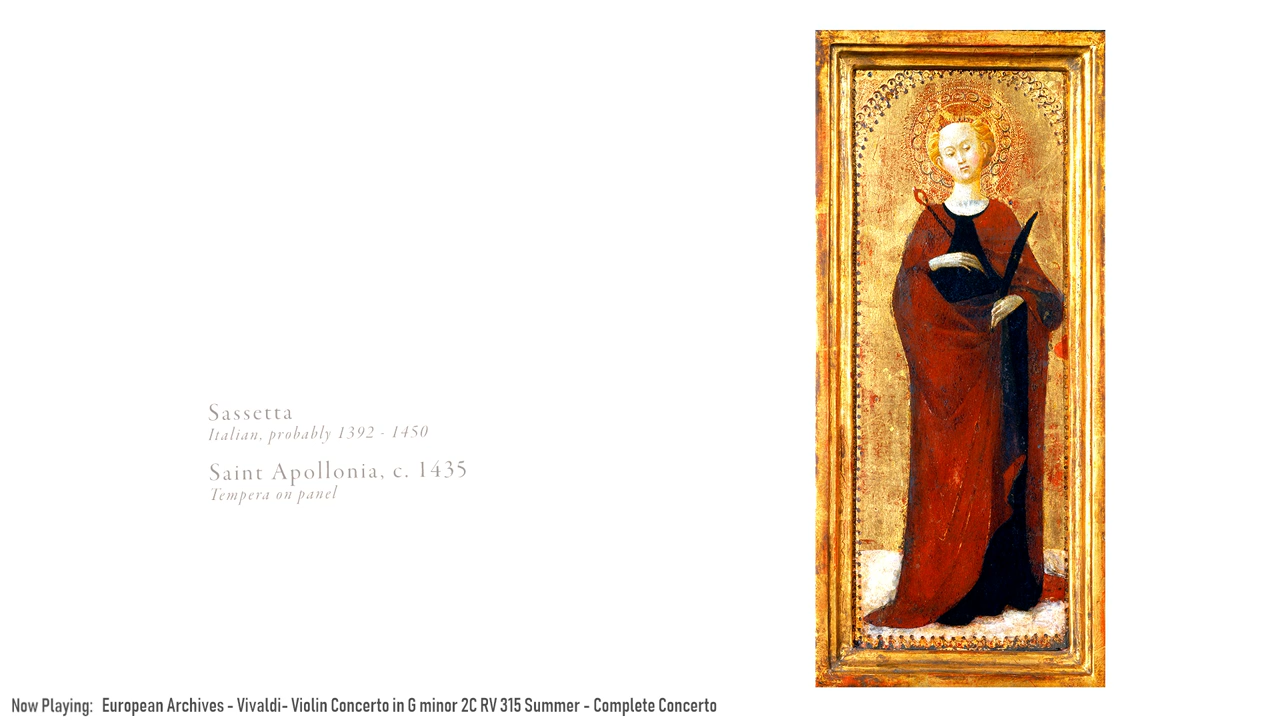 Sassetta
Italian, probably 1392 - 1450
Saint Apollonia, c. 1435
Tempera on panel
Now Playing: European Archives - Vivaldi- Violin Concerto in G minor 2C RV 315 Summer - Complete Concerto